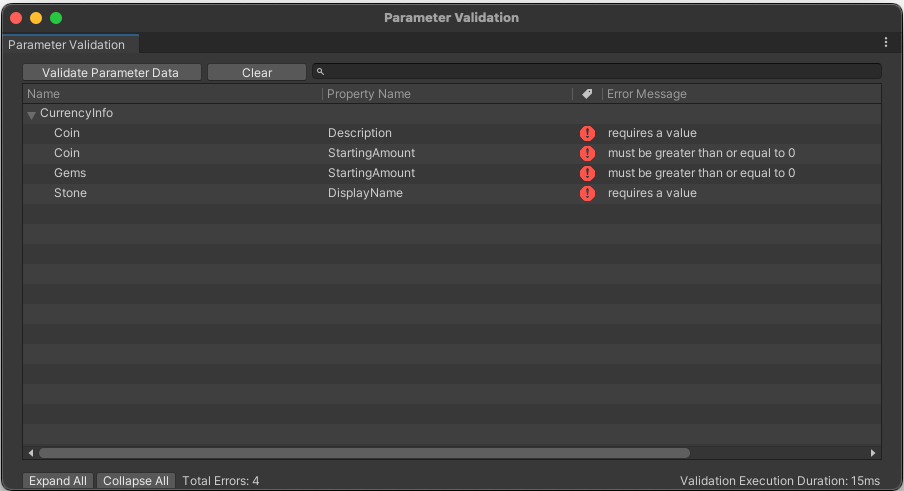 Parameter Validation
Parameter Validation
Validate Parameter Data Clear
Name Property Name Error Message
CurrencyInfo
Coin Description requires a value
Coin StartingAmount must be greater than or equal to 0
Gems StartingAmount must be greater than or equal to 0
Stone DisplayName requires a value
Expand All Collapse All Total Errors: 4 Validation Execution Duration: 15ms